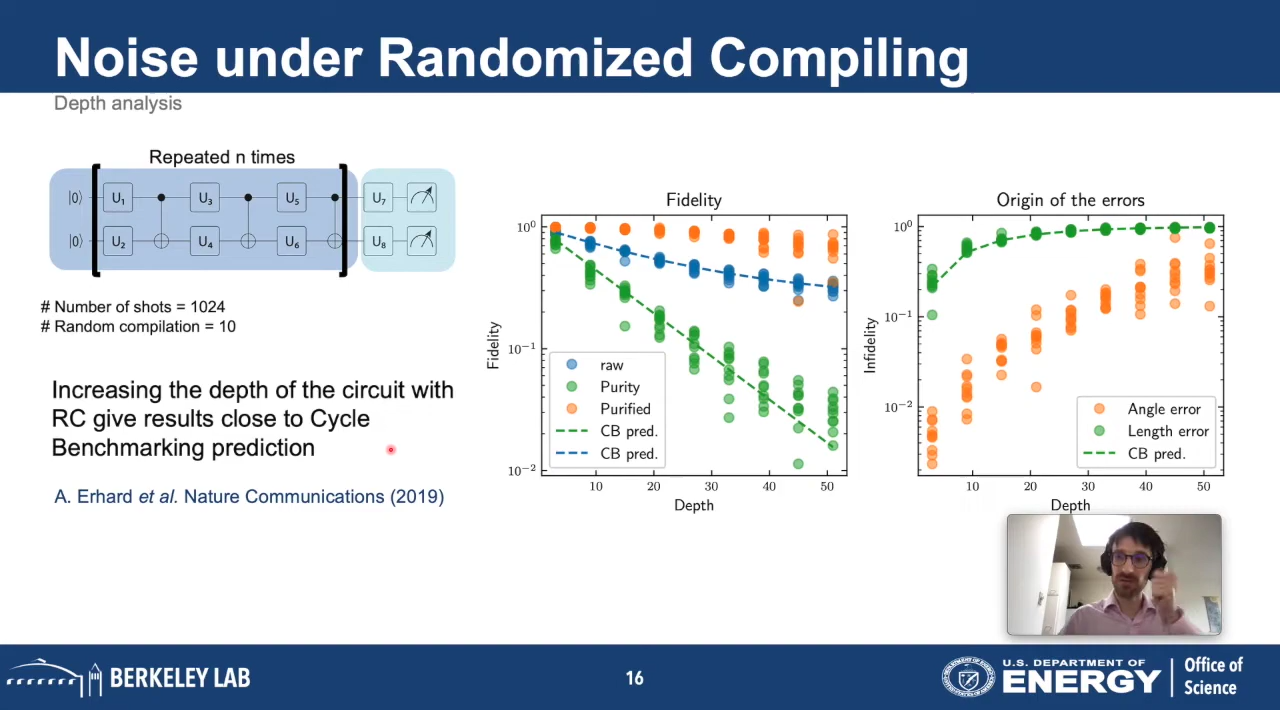 Noise under Randomized Compiling
Depth analysis
Repeated n times
|0⟩ U₁ U₃ U₅ U₇
|0⟩ U₂ U₄ U₆ U₈
# Number of shots = 1024
# Random compilation = 10
Increasing the depth of the circuit with
RC give results close to Cycle
Benchmarking prediction
A. Erhard et al. Nature Communications (2019)
Fidelity
Fidelity
10⁰
10⁻¹
10⁻²
raw
Purity
Purified
CB pred.
CB pred.
10 20 30 40 50
Depth
Origin of the errors
Infidelity
10⁰
10⁻¹
10⁻²
Angle error
Length error
CB pred.
10 20 30 40 50
Depth
BERKELEY LAB
16
U.S. DEPARTMENT OF
ENERGY
Office of
Science